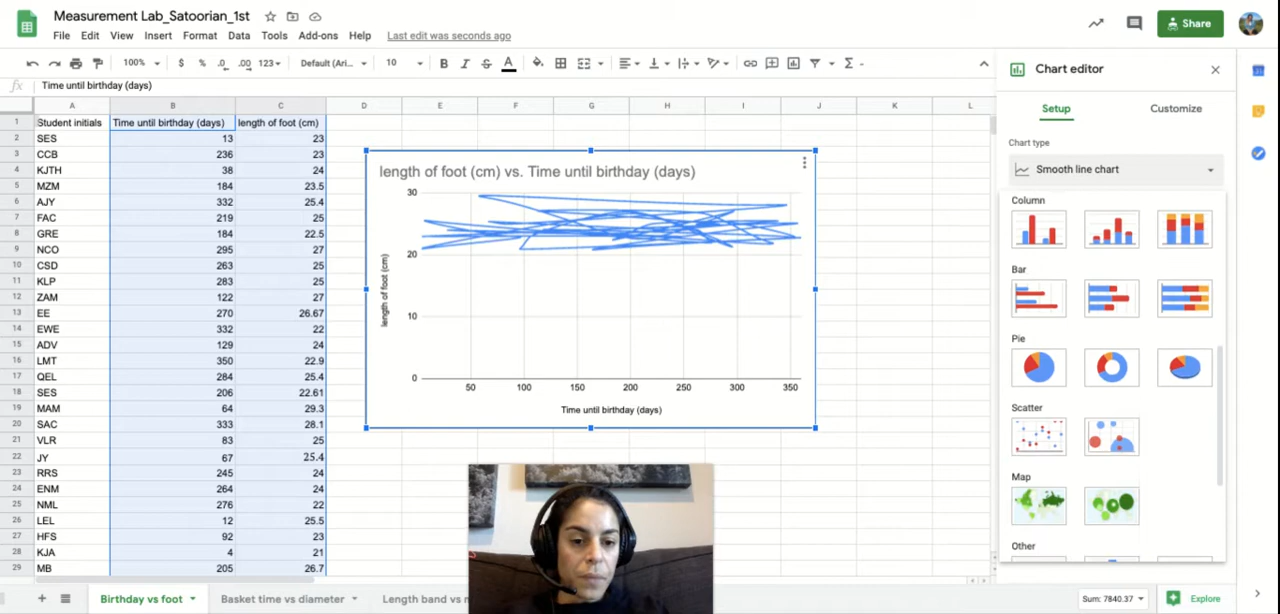 Measurement Lab_Satoorian_1st
File Edit View Insert Format Data Tools Add-ons Help Last edit was seconds ago
Share
100% $ % .0 .00 123 Default (Ari... 10 B I S A Σ
fx Time until birthday (days)
A B C D E F G H I J K L
1 Student initials Time until birthday (days) length of foot (cm)
2 SES 13 23
3 CCB 236 23
4 KJTH 38 24
5 MZM 184 23.5
6 AJY 332 25.4
7 FAC 219 25
8 GRE 184 22.5
9 NCO 295 27
10 CSD 263 25
11 KLP 283 25
12 ZAM 122 27
13 EE 270 26.67
14 EWE 332 22
15 ADV 129 24
16 LMT 350 22.9
17 QEL 284 25.4
18 SES 206 22.61
19 MAM 64 29.3
20 SAC 333 28.1
21 VLR 83 25
22 JY 67 25.4
23 RRS 245 24
24 ENM 264 24
25 NML 276 22
26 LEL 12 25.5
27 HFS 92 23
28 KJA 4 21
29 MB 205 26.7
length of foot (cm) vs. Time until birthday (days)
30
20
10
0
length of foot (cm)
50 100 150 200 250 300 350
Time until birthday (days)
Chart editor
Setup Customize
Chart type
Smooth line chart
Column
Bar
Pie
Scatter
Map
Other
Birthday vs foot Basket time vs diameter Length band vs
Sum: 7840.37 Explore